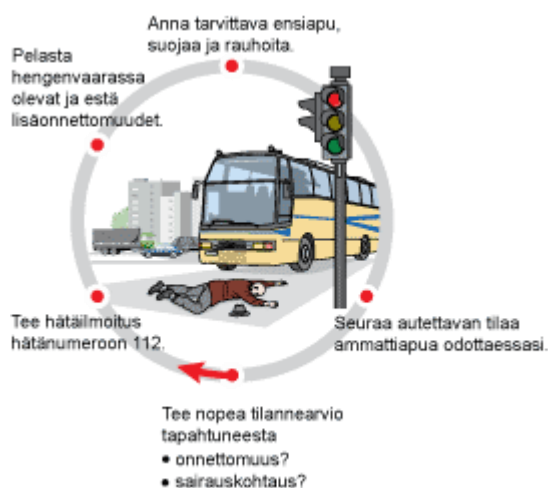 Anna tarvittava ensiapu,
suojaa ja rauhoita.
Pelasta
hengenvaarassa
olevat ja estä
lisäonnettomuudet.
Tee hätäilmoitus
hätänumeroon 112.
Seuraa autettavan tilaa
ammattiapua odottaessasi.
Tee nopea tilannearvio
tapahtuneesta
• onnettomuus?
• sairauskohtaus?